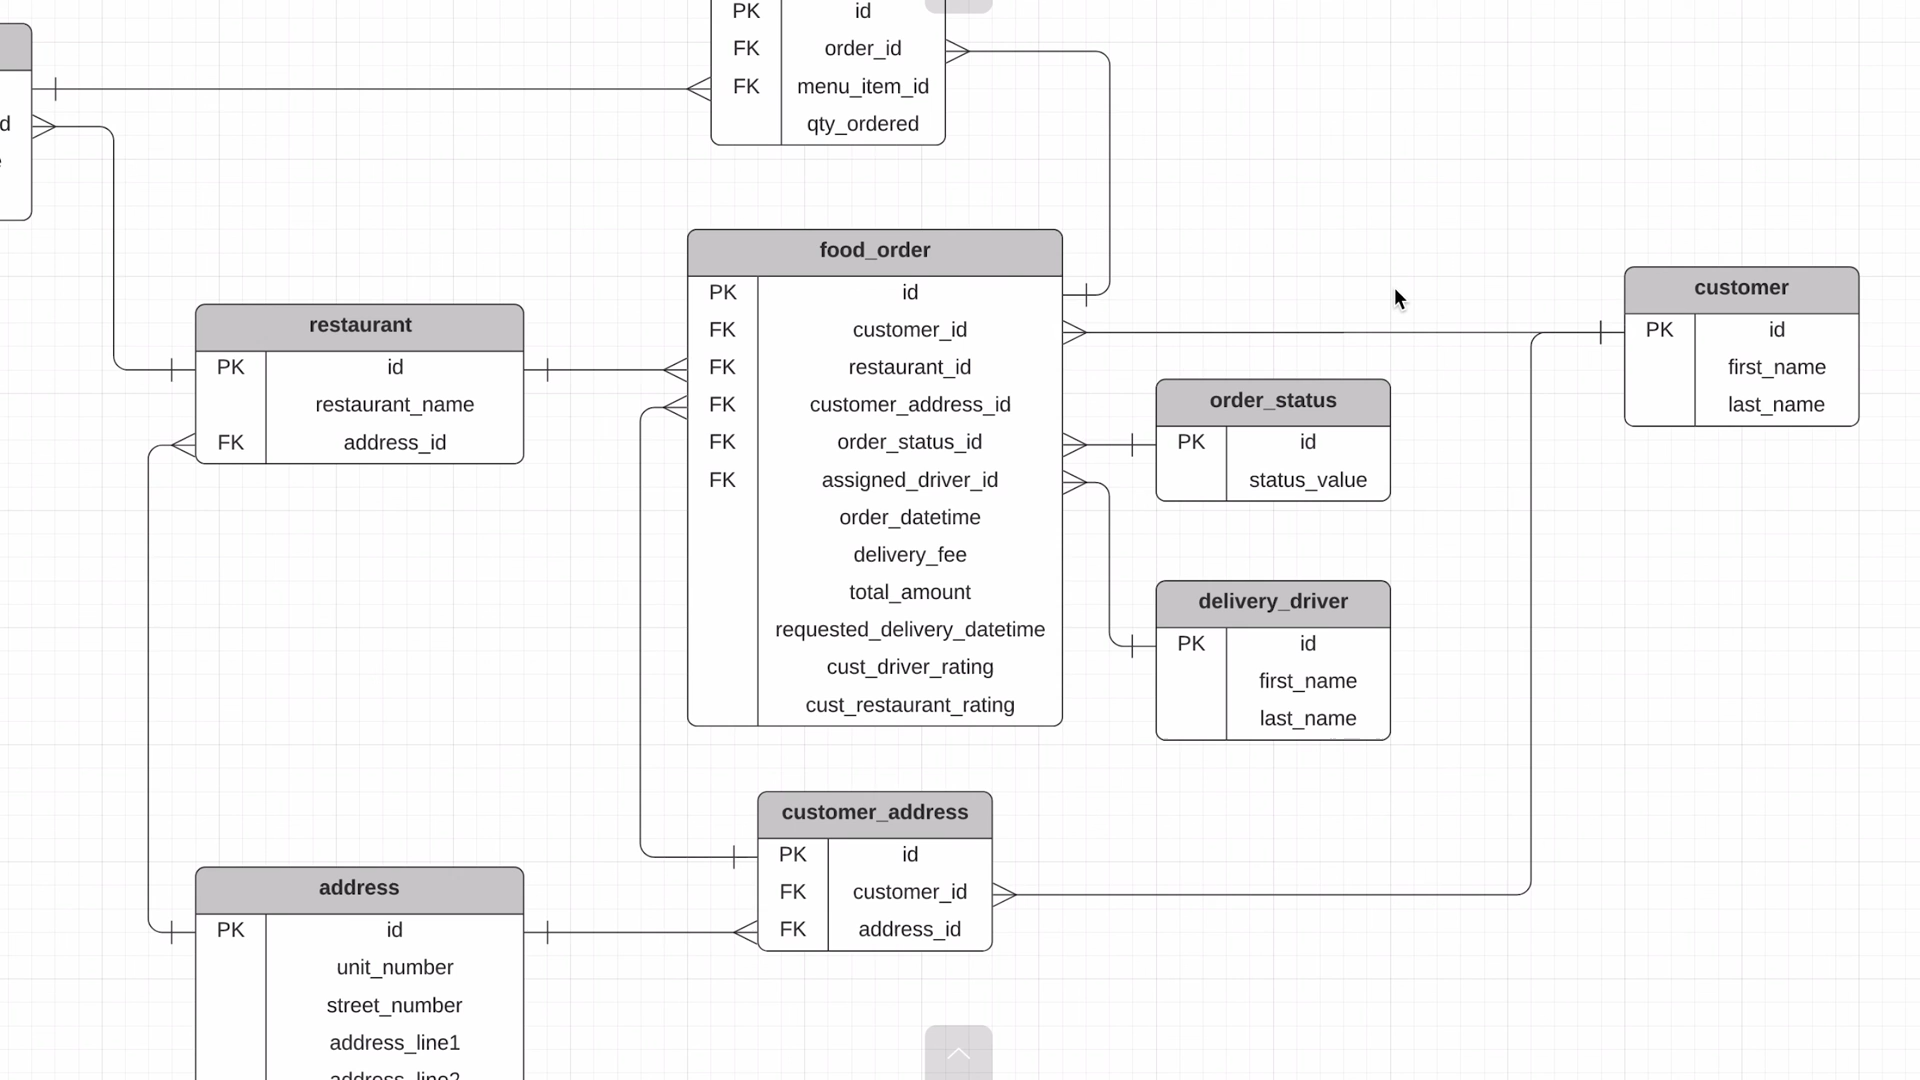 PK id
FK order_id
FK menu_item_id
qty_ordered
d
food_order
PK id
FK customer_id
FK restaurant_id
FK customer_address_id
FK order_status_id
FK assigned_driver_id
order_datetime
delivery_fee
total_amount
requested_delivery_datetime
cust_driver_rating
cust_restaurant_rating
restaurant
PK id
restaurant_name
FK address_id
customer
PK id
first_name
last_name
order_status
PK id
status_value
delivery_driver
PK id
first_name
last_name
customer_address
PK id
FK customer_id
FK address_id
address
PK id
unit_number
street_number
address_line1
address_line2